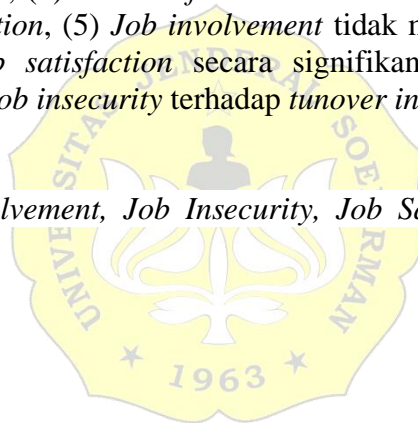 tion, (5) Job involvement tidak m
b satisfaction secara signifikan
ob insecurity terhadap tunover in
lvement, Job Insecurity, Job Sa
JENDERAL
1963